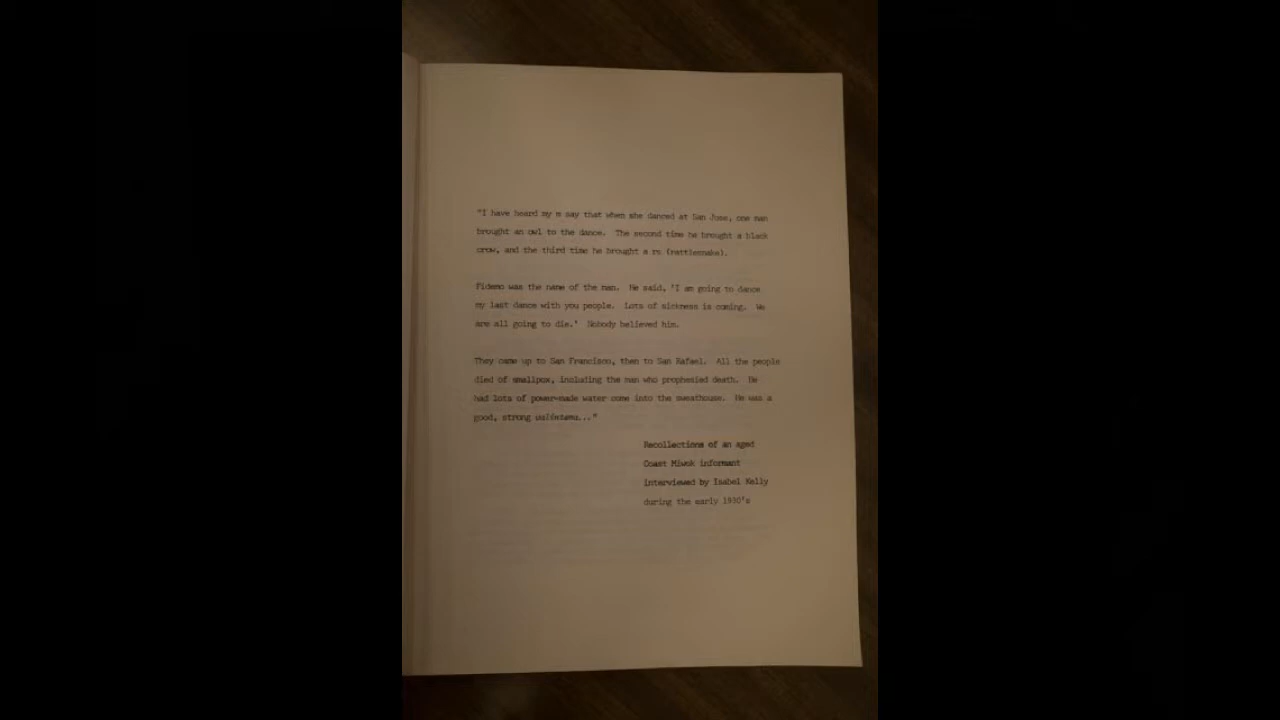 "I have heard my m say that when she danced at San Jose, one man
brought an owl to the dance. The second time he brought a black
crow, and the third time he brought a rs (rattlesnake).
Fidemo was the name of the man. He said, 'I am going to dance
my last dance with you people. Lots of sickness is coming. We
are all going to die.' Nobody believed him.
They came up to San Francisco, then to San Rafael. All the people
died of smallpox, including the man who prophesied death. He
had lots of power-made water come into the sweathouse. He was a
good, strong
Recollections of an aged
Coast Miwok informant
interviewed by Isabel Kelly
during the early 1930's